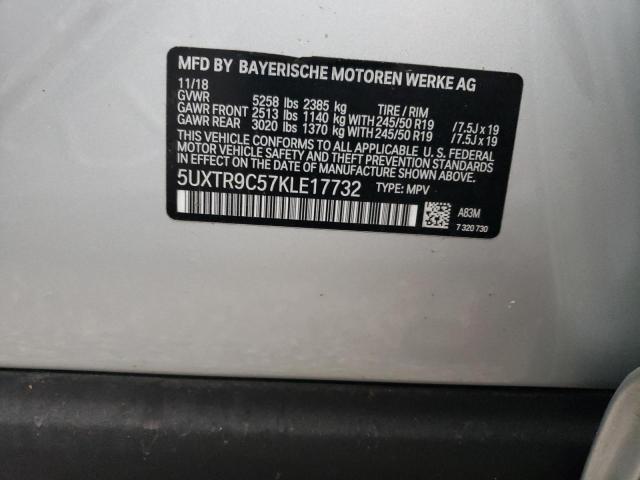 MFD BY BAYERISCHE MOTOREN WERKE AG
11/18
GVWR 5258 lbs 2385 kg TIRE / RIM
GAWR FRONT 2513 lbs 1140 kg WITH 245/50 R19 /7.5J x 19
GAWR REAR 3020 lbs 1370 kg WITH 245/50 R19 /7.5J x 19
THIS VEHICLE CONFORMS TO ALL APPLICABLE U.S. FEDERAL
MOTOR VEHICLE SAFETY AND THEFT PREVENTION STANDARDS
IN EFFECT ON THE DATE OF MANUFACTURE SHOWN ABOVE.
5UXTR9C57KLE17732 TYPE: MPV
A83M
7 320 730